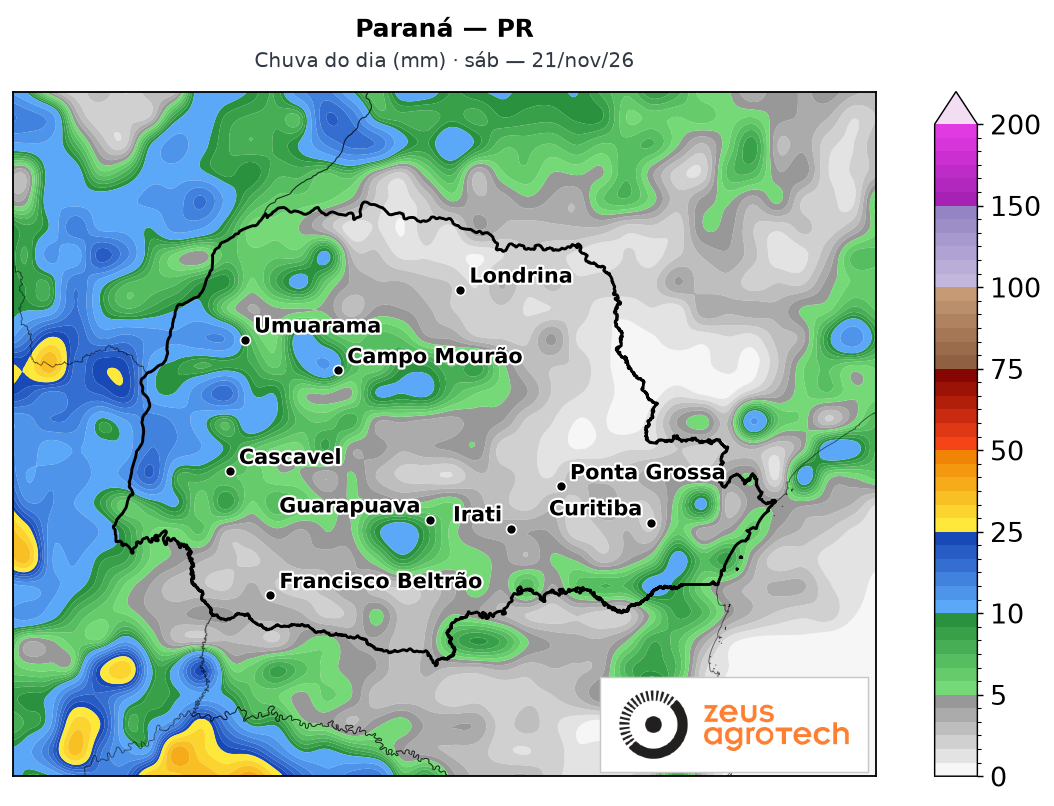 Paraná — PR
Chuva do dia (mm) · sáb — 21/nov/26
Londrina
Umuarama
Campo Mourão
Cascavel
Ponta Grossa
Guarapuava
Irati
Curitiba
Francisco Beltrão
zeus
agrotech
200
150
100
75
50
25
10
5
0